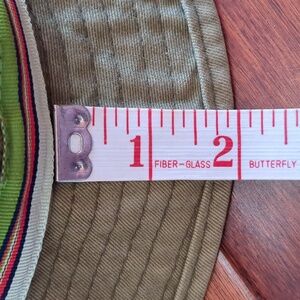 1 FIBER-GLASS 2 BUTTERFLY